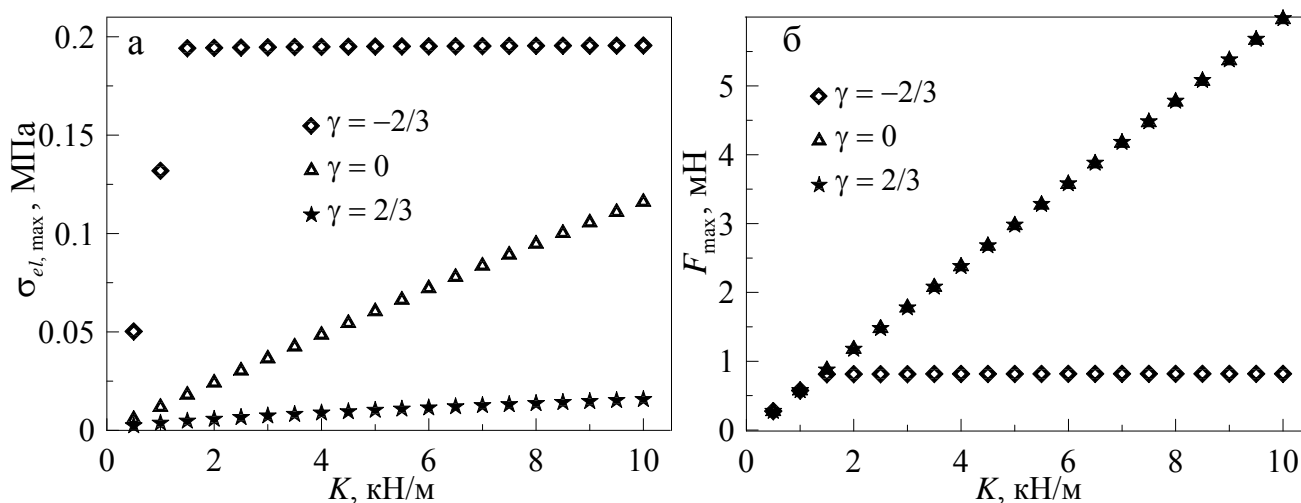 а
σel, max, МПа
0.2
0.15
0.1
0.05
0
γ = −2/3
γ = 0
γ = 2/3
2
4
6
8
10
K, кН/м
б
Fmax, мН
5
4
3
2
1
0
γ = −2/3
γ = 0
γ = 2/3
2
4
6
8
10
K, кН/м